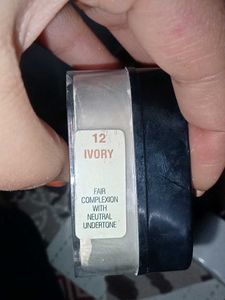 12
IVORY
FAIR
COMPLEXION
WITH
NEUTRAL
UNDERTONE